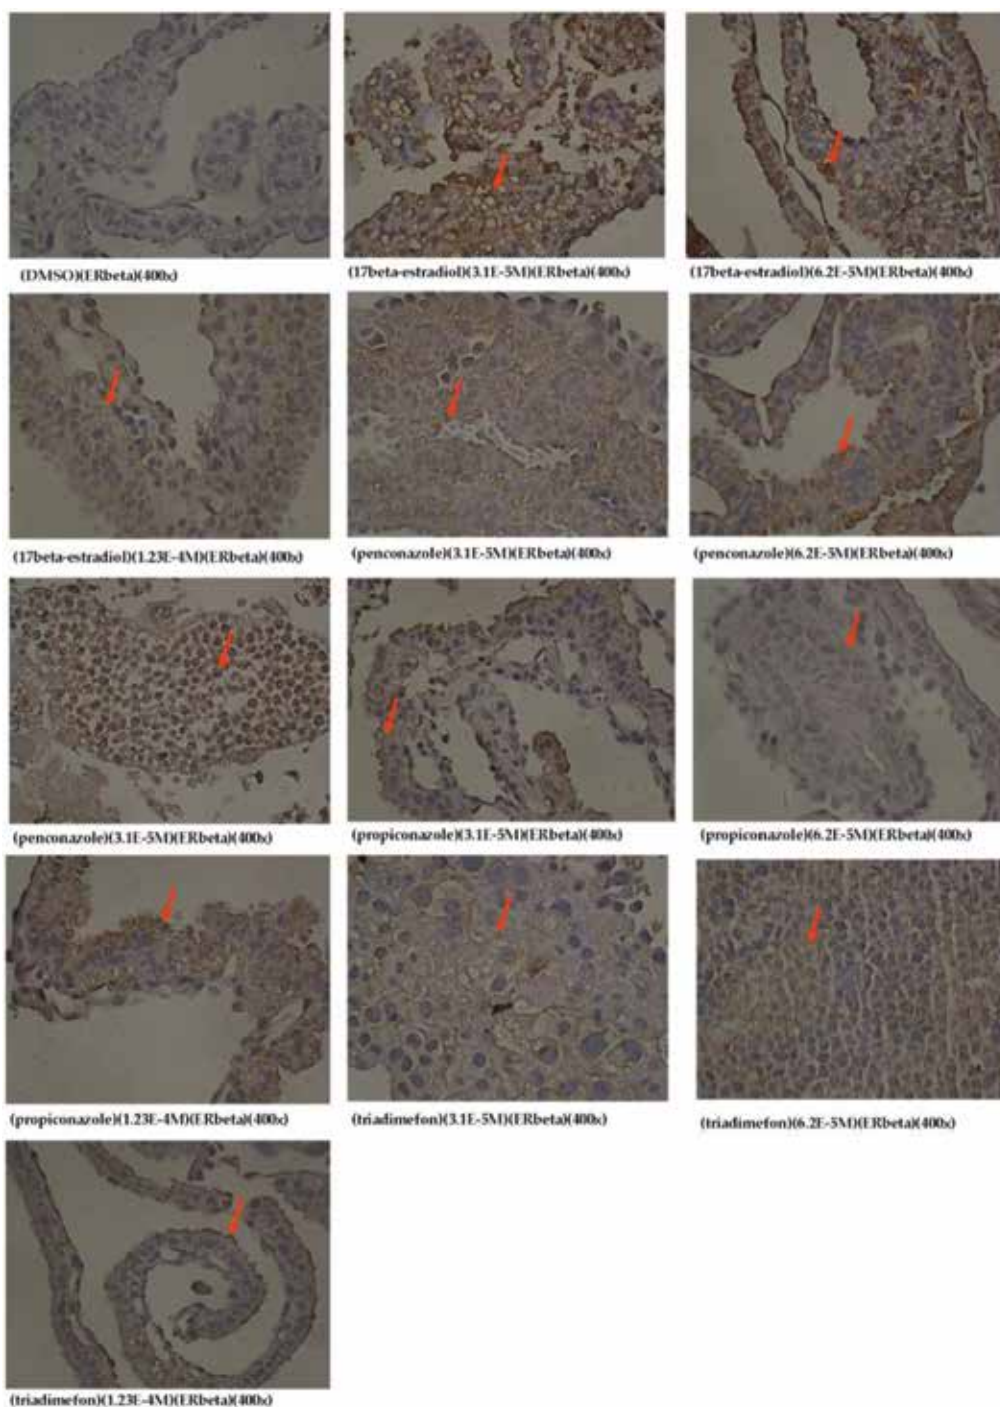 (DMSO)(ERbeta)(400x)
(17beta-estradiol)(3.1E-5M)(ERbeta)(400x)
(17beta-estradiol)(6.2E-5M)(ERbeta)(400x)
(17beta-estradiol)(1.23E-4M)(ERbeta)(400x)
(penconazole)(3.1E-5M)(ERbeta)(400x)
(penconazole)(6.2E-5M)(ERbeta)(400x)
(penconazole)(3.1E-5M)(ERbeta)(400x)
(propiconazole)(3.1E-5M)(ERbeta)(400x)
(propiconazole)(6.2E-5M)(ERbeta)(400x)
(propiconazole)(1.23E-4M)(ERbeta)(400x)
(triadimefon)(3.1E-5M)(ERbeta)(400x)
(triadimefon)(6.2E-5M)(ERbeta)(400x)
(triadimefon)(1.23E-4M)(ERbeta)(400x)